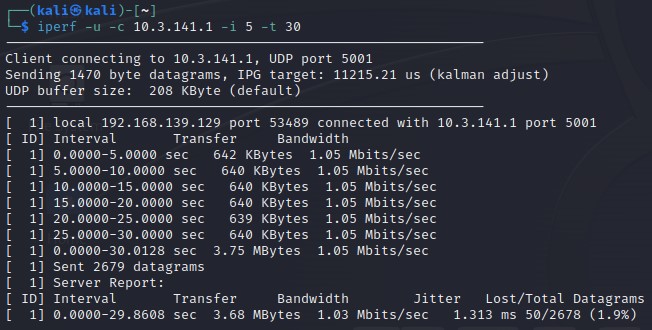 ┌──(kali㉿kali)-[~]
└─$ iperf -u -c 10.3.141.1 -i 5 -t 30
------------------------------------------------------------
Client connecting to 10.3.141.1, UDP port 5001
Sending 1470 byte datagrams, IPG target: 11215.21 us (kalman adjust)
UDP buffer size:  208 KByte (default)
------------------------------------------------------------
[  1] local 192.168.139.129 port 53489 connected with 10.3.141.1 port 5001
[ ID] Interval       Transfer     Bandwidth
[  1] 0.0000-5.0000 sec   642 KBytes  1.05 Mbits/sec
[  1] 5.0000-10.0000 sec   640 KBytes  1.05 Mbits/sec
[  1] 10.0000-15.0000 sec   640 KBytes  1.05 Mbits/sec
[  1] 15.0000-20.0000 sec   640 KBytes  1.05 Mbits/sec
[  1] 20.0000-25.0000 sec   639 KBytes  1.05 Mbits/sec
[  1] 25.0000-30.0000 sec   640 KBytes  1.05 Mbits/sec
[  1] 0.0000-30.0128 sec  3.75 MBytes  1.05 Mbits/sec
[  1] Sent 2679 datagrams
[  1] Server Report:
[ ID] Interval       Transfer     Bandwidth        Jitter   Lost/Total Datagrams
[  1] 0.0000-29.8608 sec  3.68 MBytes  1.03 Mbits/sec   1.313 ms 50/2678 (1.9%)